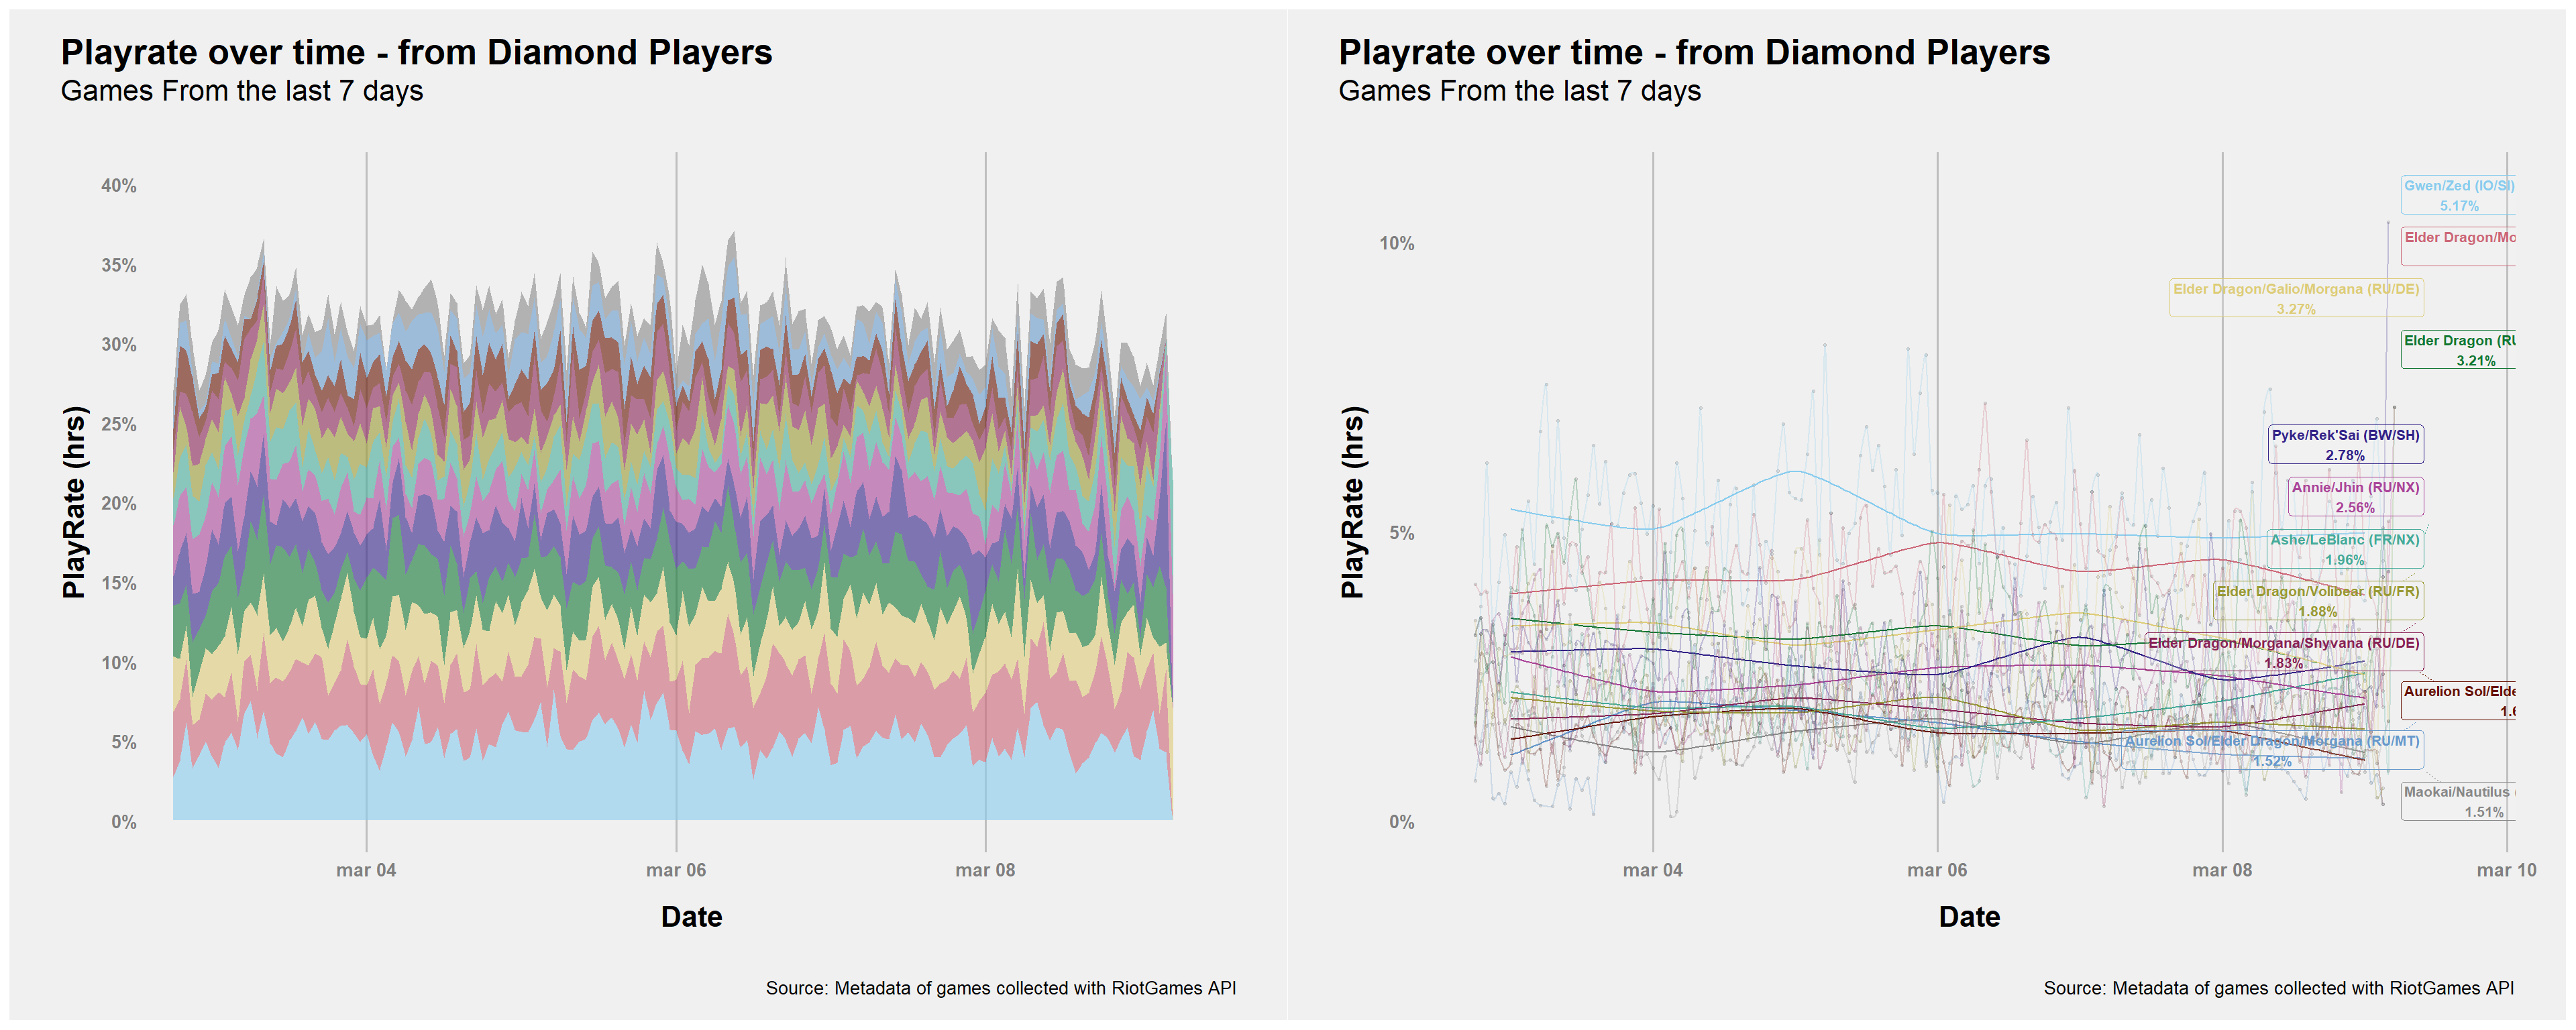 Playrate over time - from Diamond Players
Games From the last 7 days
40%
35%
30%
25%
20%
15%
10%
5%
0%
PlayRate (hrs)
mar 04
mar 06
mar 08
Date
Source: Metadata of games collected with RiotGames API
Playrate over time - from Diamond Players
Games From the last 7 days
10%
5%
0%
PlayRate (hrs)
Gwen/Zed (IO/SI)
5.17%
Elder Dragon/Mo
Elder Dragon/Galio/Morgana (RU/DE)
3.27%
Elder Dragon (RU
3.21%
Pyke/Rek'Sai (BW/SH)
2.78%
Annie/Jhin (RU/NX)
2.56%
Ashe/LeBlanc (FR/NX)
1.96%
Elder Dragon/Volibear (RU/FR)
1.88%
Elder Dragon/Morgana/Shyvana (RU/DE)
1.83%
Aurelion Sol/Elde
1.6
Aurelion Sol/Elder Dragon/Morgana (RU/MT)
1.52%
Maokai/Nautilus (
1.51%
mar 04
mar 06
mar 08
mar 10
Date
Source: Metadata of games collected with RiotGames API